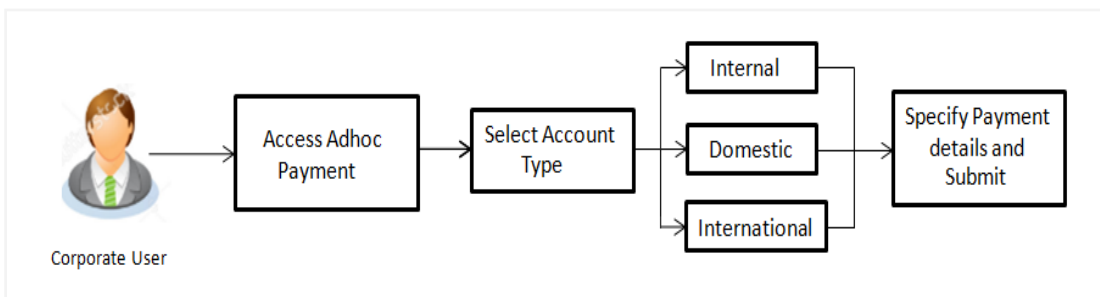 Corporate User
Access Adhoc
Payment
Select Account
Type
Internal
Domestic
International
Specify Payment
details and
Submit